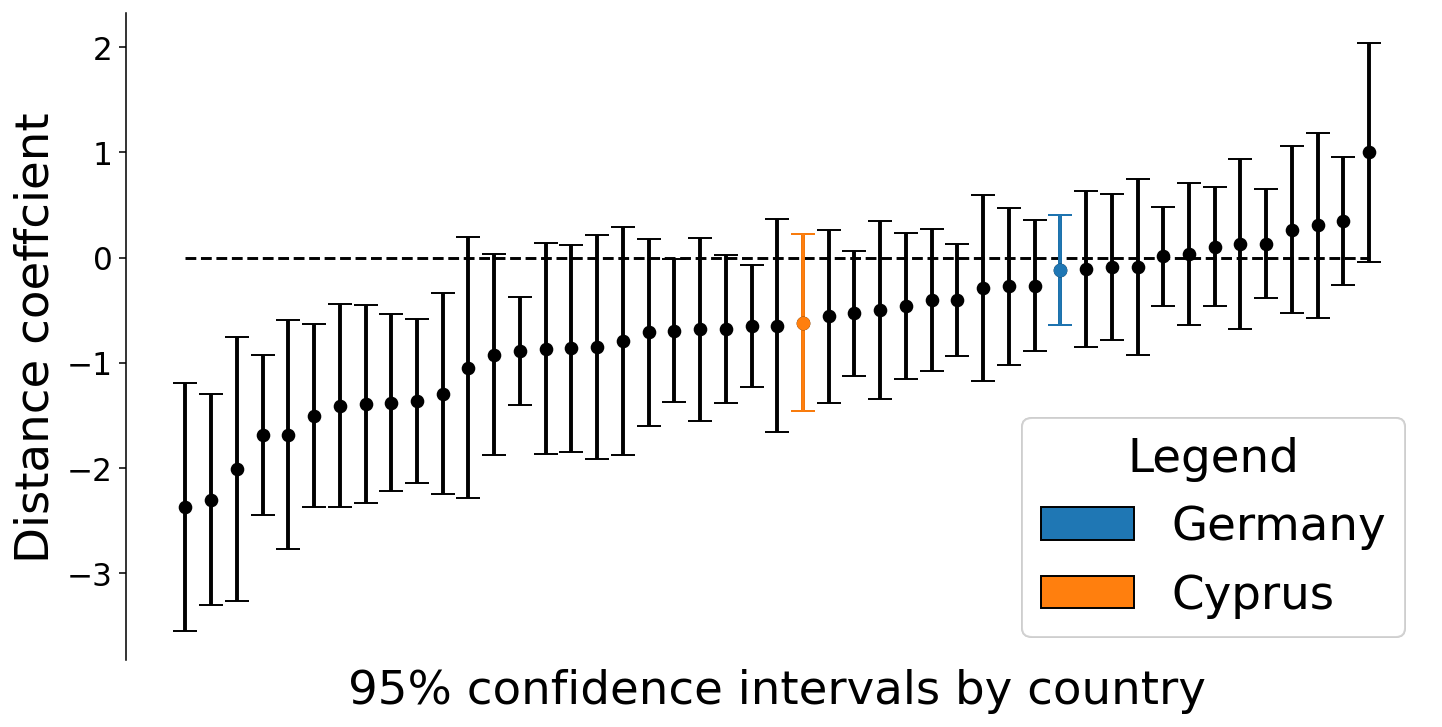 2
1
0
−1
−2
−3
Distance coeffcient
95% confidence intervals by country
Legend
Germany
Cyprus